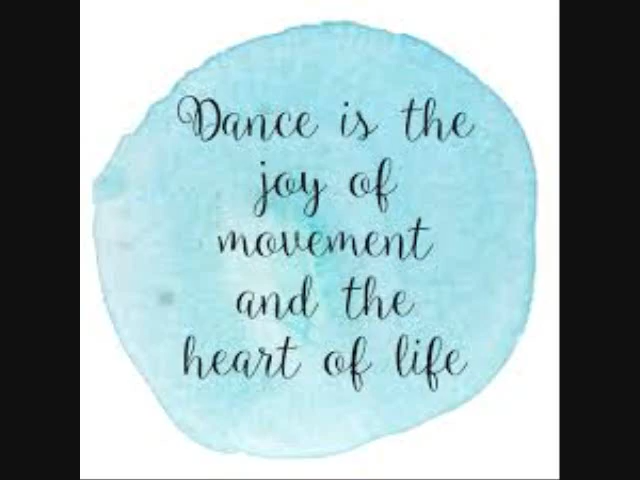 Dance is the
joy of
movement
and the
heart of life